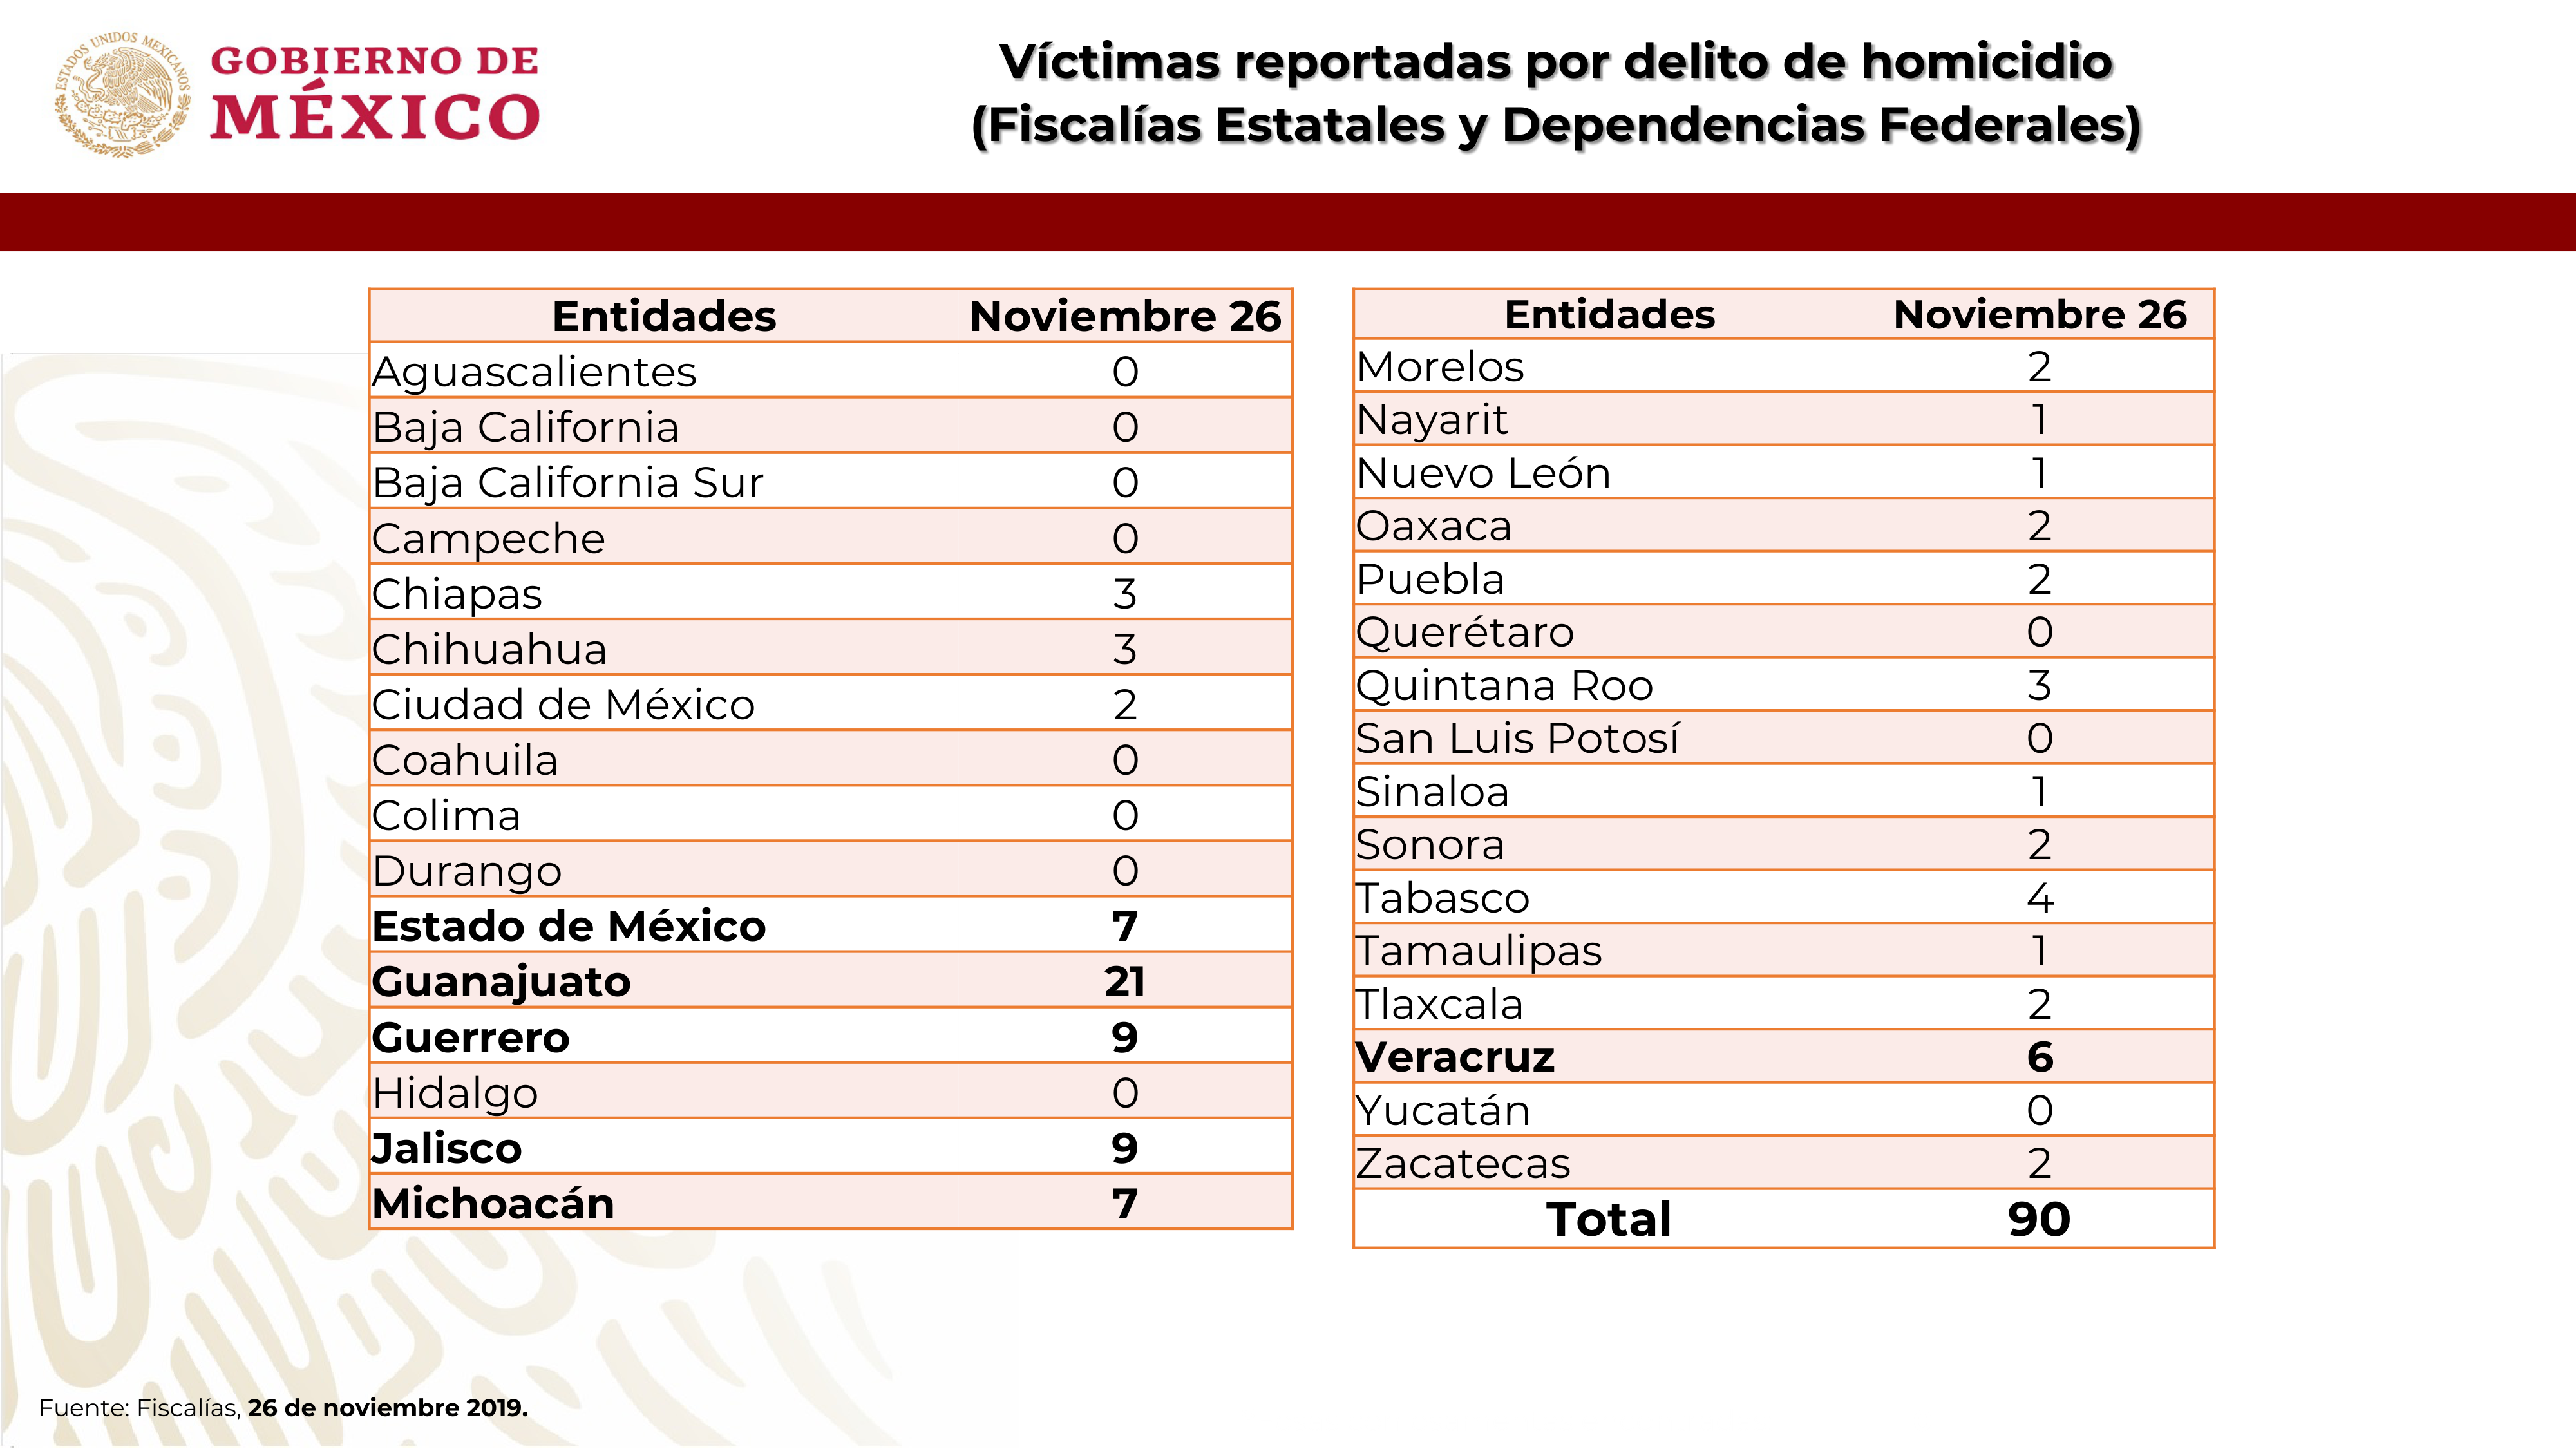 ESTADOS UNIDOS MEXICANOS
GOBIERNO DE
MÉXICO
Víctimas reportadas por delito de homicidio
(Fiscalías Estatales y Dependencias Federales)
Entidades Noviembre 26
Aguascalientes 0
Baja California 0
Baja California Sur 0
Campeche 0
Chiapas 3
Chihuahua 3
Ciudad de México 2
Coahuila 0
Colima 0
Durango 0
Estado de México 7
Guanajuato 21
Guerrero 9
Hidalgo 0
Jalisco 9
Michoacán 7
Entidades Noviembre 26
Morelos 2
Nayarit 1
Nuevo León 1
Oaxaca 2
Puebla 2
Querétaro 0
Quintana Roo 3
San Luis Potosí 0
Sinaloa 1
Sonora 2
Tabasco 4
Tamaulipas 1
Tlaxcala 2
Veracruz 6
Yucatán 0
Zacatecas 2
Total 90
Fuente: Fiscalías, 26 de noviembre 2019.